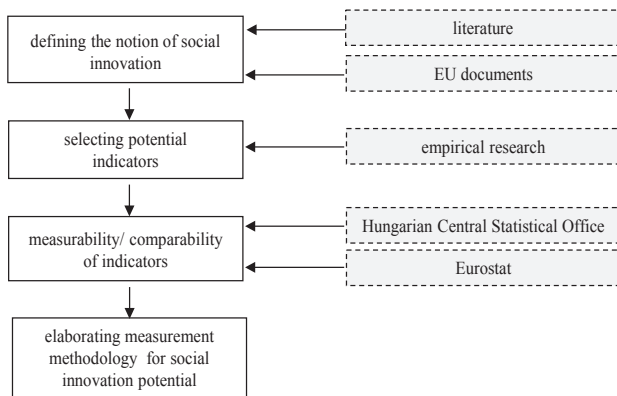 defining the notion of social
innovation
literature
EU documents
selecting potential
indicators
empirical research
measurability/ comparability
of indicators
Hungarian Central Statistical Office
Eurostat
elaborating measurement
methodology for social
innovation potential